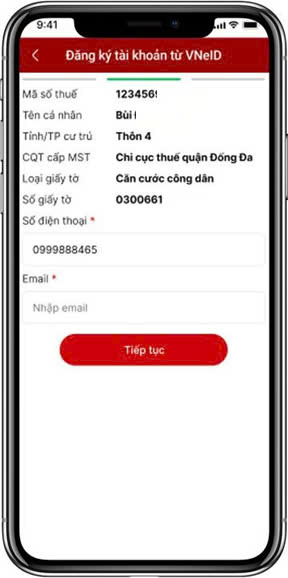 9:41
Đăng ký tài khoản từ VNeID
Mã số thuế 1234569
Tên cá nhân Bùi
Tỉnh/TP cư trú Thôn 4
CQT cấp MST Chi cục thuế quận Đống Đa
Loại giấy tờ Căn cước công dân
Số giấy tờ 0300661
Số điện thoại *
0999888465
Email *
Nhập email
Tiếp tục